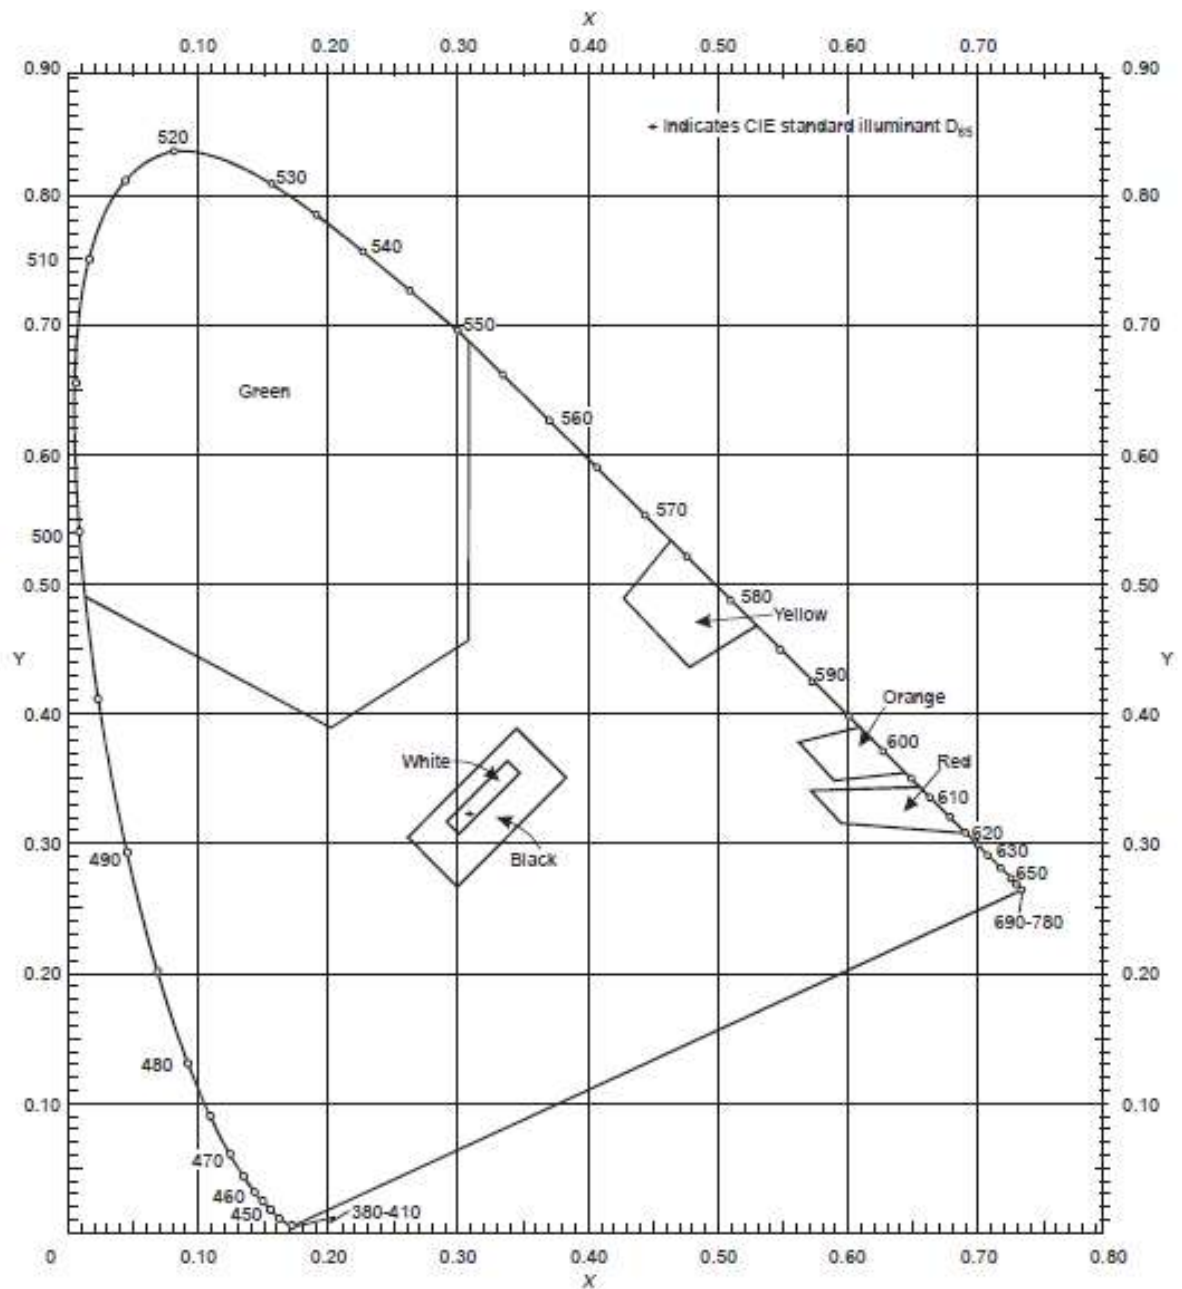 X
0.10 0.20 0.30 0.40 0.50 0.60 0.70
0.90 0.90
Indicates CIE standard illuminant D65
520
530
0.80 0.80
540
510
0.70 550 0.70
Green
560
0.60 0.60
570
500
0.50 580 0.50
Yellow
Y Y
590
Orange
0.40 0.40
600
White Red
610
620
0.30 0.30
490 Black 630
650
690-780
0.20 0.20
480
0.10 0.10
470
460
450 380-410
0 0.10 0.20 0.30 0.40 0.50 0.60 0.70 0.80
X